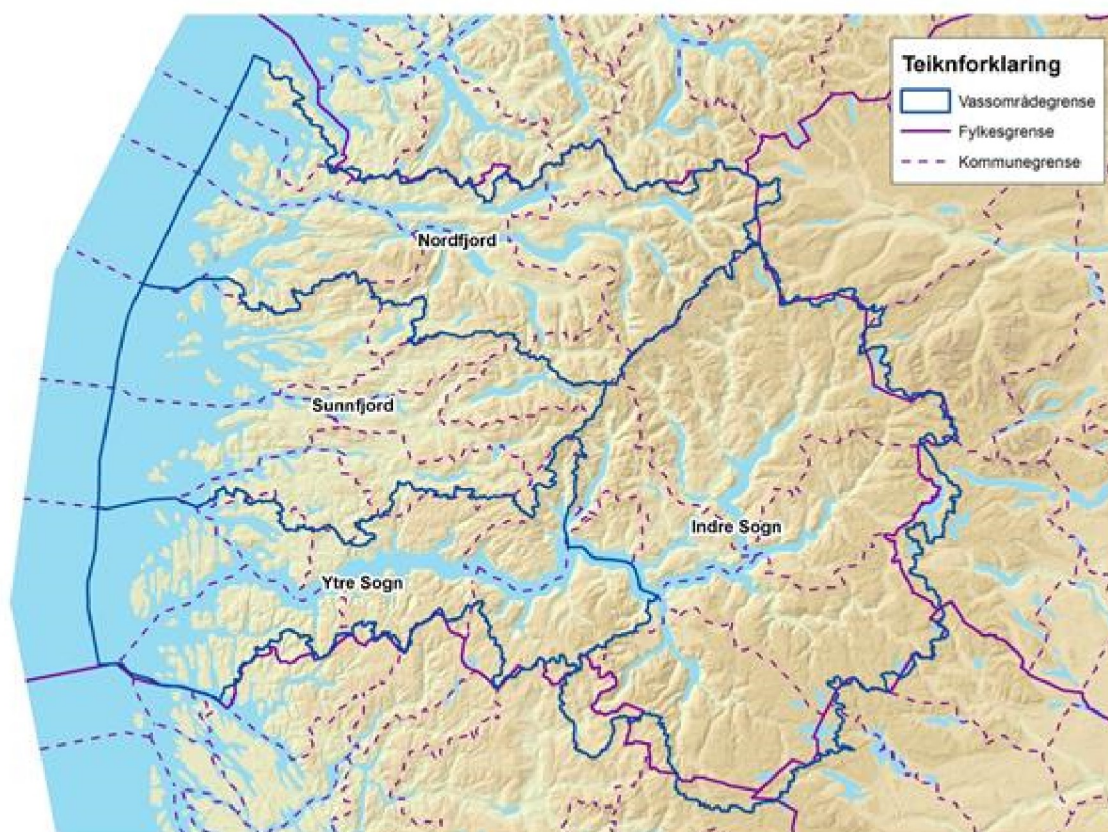 Teiknforklaring
Vassområdegrense
Fylkesgrense
Kommunegrense
Nordfjord
Sunnfjord
Indre Sogn
Ytre Sogn